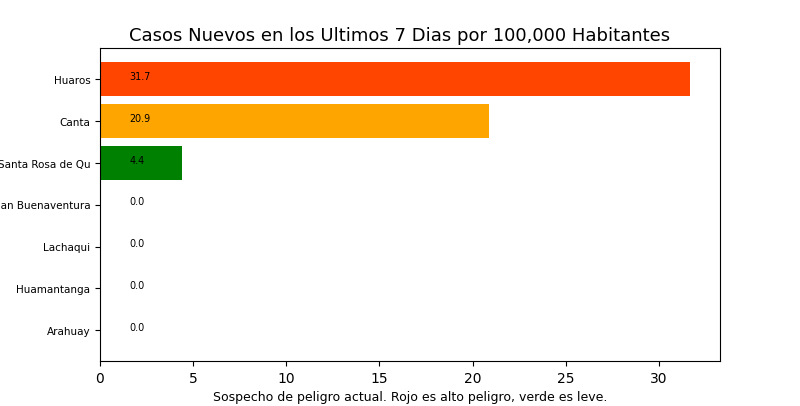 Casos Nuevos en los Ultimos 7 Dias por 100,000 Habitantes
Huaros 31.7
Canta 20.9
Santa Rosa de Qu 4.4
an Buenaventura 0.0
Lachaqui 0.0
Huamantanga 0.0
Arahuay 0.0
0 5 10 15 20 25 30
Sospecho de peligro actual. Rojo es alto peligro, verde es leve.